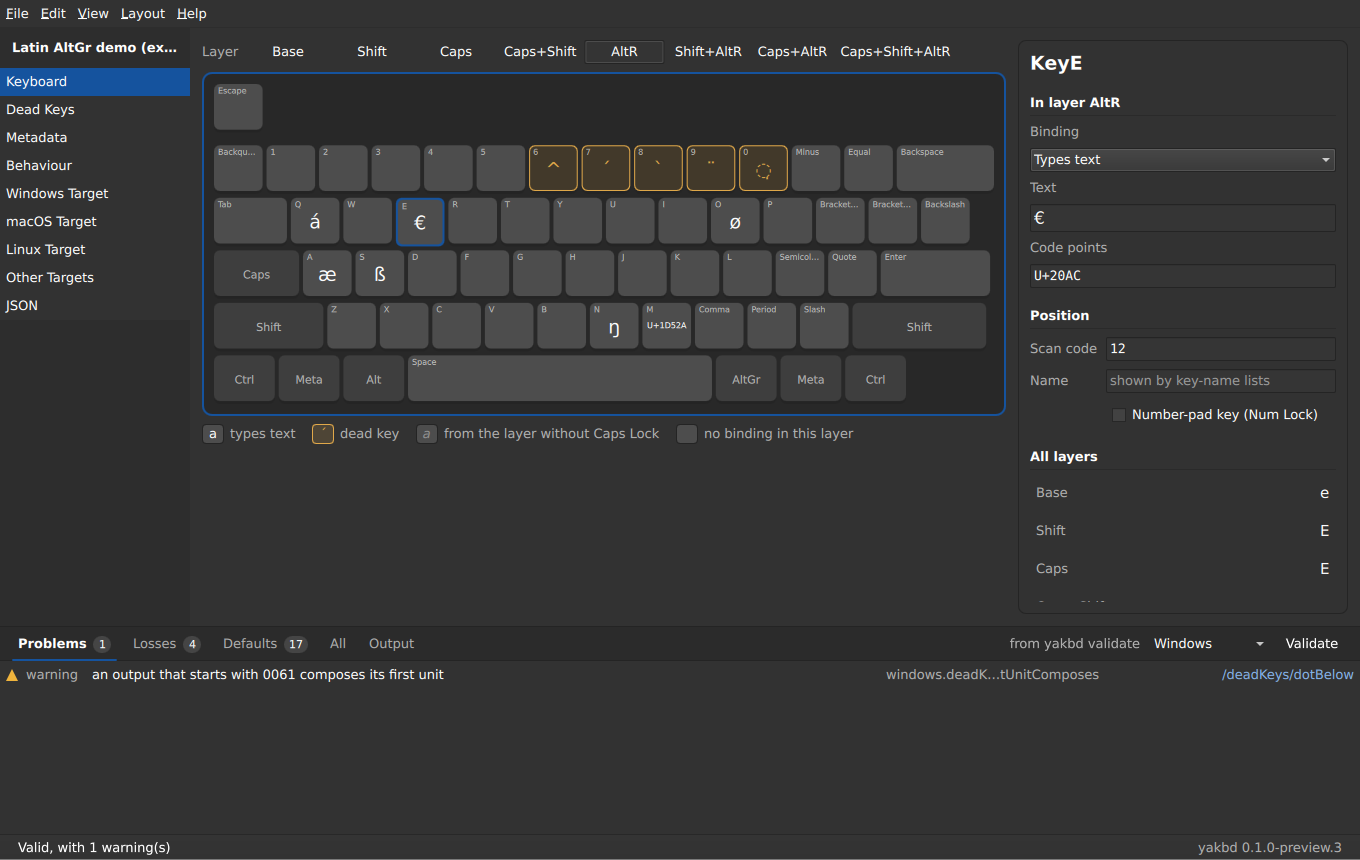 File Edit View Layout Help
Latin AltGr demo (ex...
Keyboard
Dead Keys
Metadata
Behaviour
Windows Target
macOS Target
Linux Target
Other Targets
JSON
Layer Base Shift Caps Caps+Shift AltR Shift+AltR Caps+AltR Caps+Shift+AltR
Escape
Backqu... 1 2 3 4 5 6 ^ 7 ´ 8 ` 9 ¨ 0 ◌̣ Minus Equal Backspace
Tab Q á W E € R T Y U I O ø P Bracket... Bracket... Backslash
Caps A æ S ß D F G H J K L Semicol... Quote Enter
Shift Z X C V B N ŋ M U+1D52A Comma Period Slash Shift
Ctrl Meta Alt Space AltGr Meta Ctrl
a types text ´ dead key a from the layer without Caps Lock no binding in this layer
KeyE
In layer AltR
Binding
Types text
Text
€
Code points
U+20AC
Position
Scan code 12
Name shown by key-name lists
Number-pad key (Num Lock)
All layers
Base e
Shift E
Caps E
Problems 1 Losses 4 Defaults 17 All Output from yakbd validate Windows Validate
warning an output that starts with 0061 composes its first unit windows.deadK...tUnitComposes /deadKeys/dotBelow
Valid, with 1 warning(s) yakbd 0.1.0-preview.3